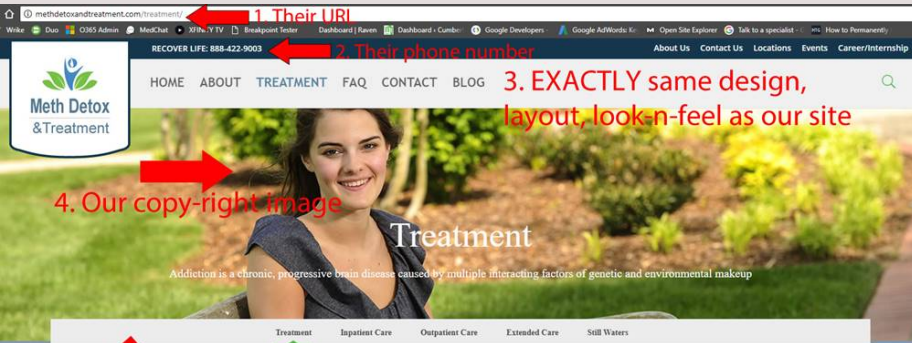 methdetoxandtreatment.com/treatment/
1. Their URL
Wrike Duo O365 Admin MedChat XFINITY TV Breakpoint Tester Dashboard | Raven Dashboard ‹ Cumber Google Developers - Google AdWords: Ke Open Site Explorer Talk to a specialist - How to Permanently
RECOVER LIFE: 888-422-9003
2. Their phone number
About Us Contact Us Locations Events Career/Internship
HOME ABOUT TREATMENT FAQ CONTACT BLOG
Meth Detox
&Treatment
3. EXACTLY same design,
layout, look-n-feel as our site
4. Our copy-right image
Treatment
Addiction is a chronic, progressive brain disease caused by multiple interacting factors of genetic and environmental makeup
Treatment Inpatient Care Outpatient Care Extended Care Still Waters